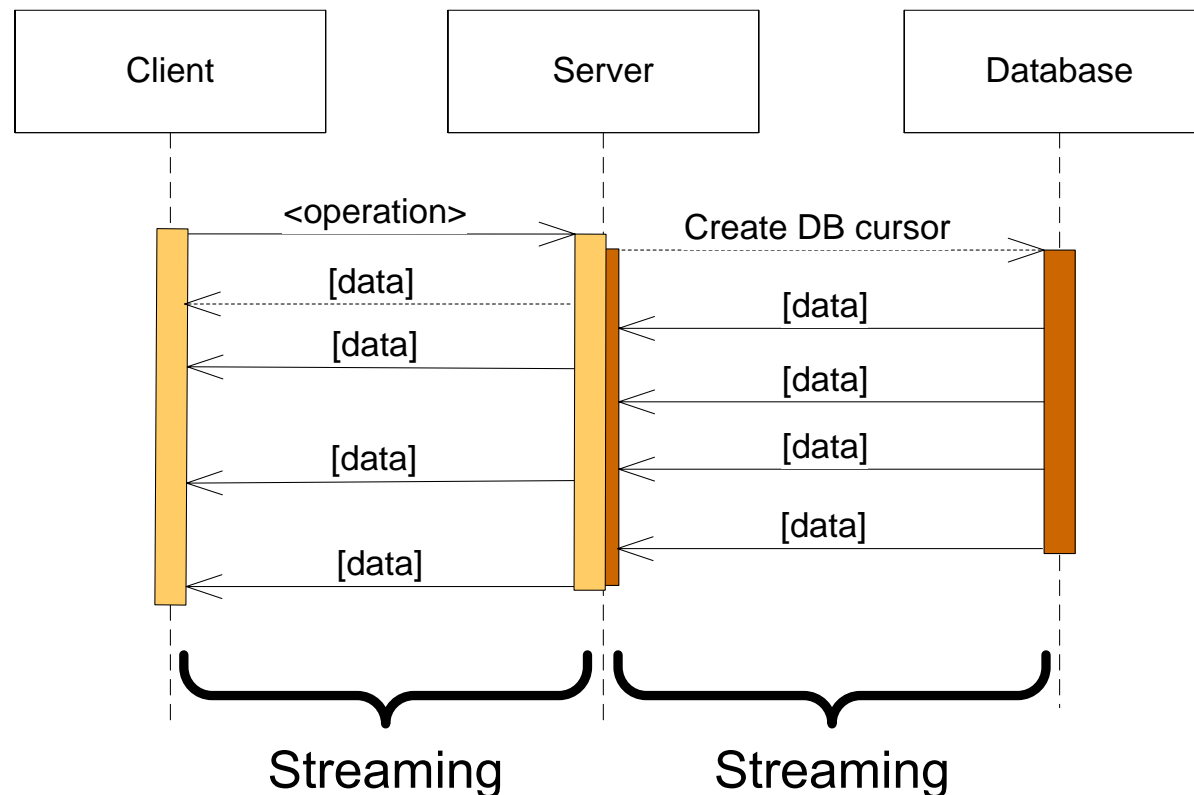 Client
Server
Database
<operation>
Create DB cursor
[data]
[data]
[data]
[data]
[data]
[data]
[data]
[data]
Streaming
Streaming